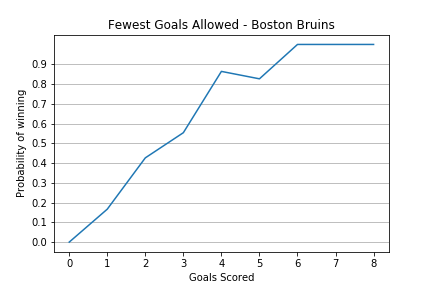 Fewest Goals Allowed - Boston Bruins
Probability of winning
0.9
0.8
0.7
0.6
0.5
0.4
0.3
0.2
0.1
0.0
0 1 2 3 4 5 6 7 8
Goals Scored